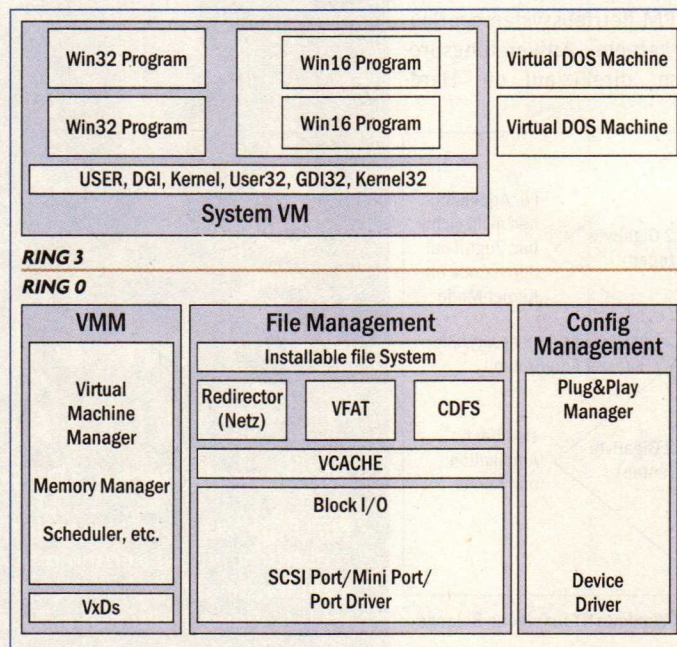 Win32 Program
Win16 Program
Virtual DOS Machine
Win32 Program
Win16 Program
Virtual DOS Machine
USER, DGI, Kernel, User32, GDI32, Kernel32
System VM
RING 3
RING 0
VMM
Virtual
Machine
Manager
Memory Manager
Scheduler, etc.
VxDs
File Management
Installable file System
Redirector
(Netz)
VFAT
CDFS
VCACHE
Block I/O
SCSI Port/Mini Port/
Port Driver
Config
Management
Plug&Play
Manager
Device
Driver